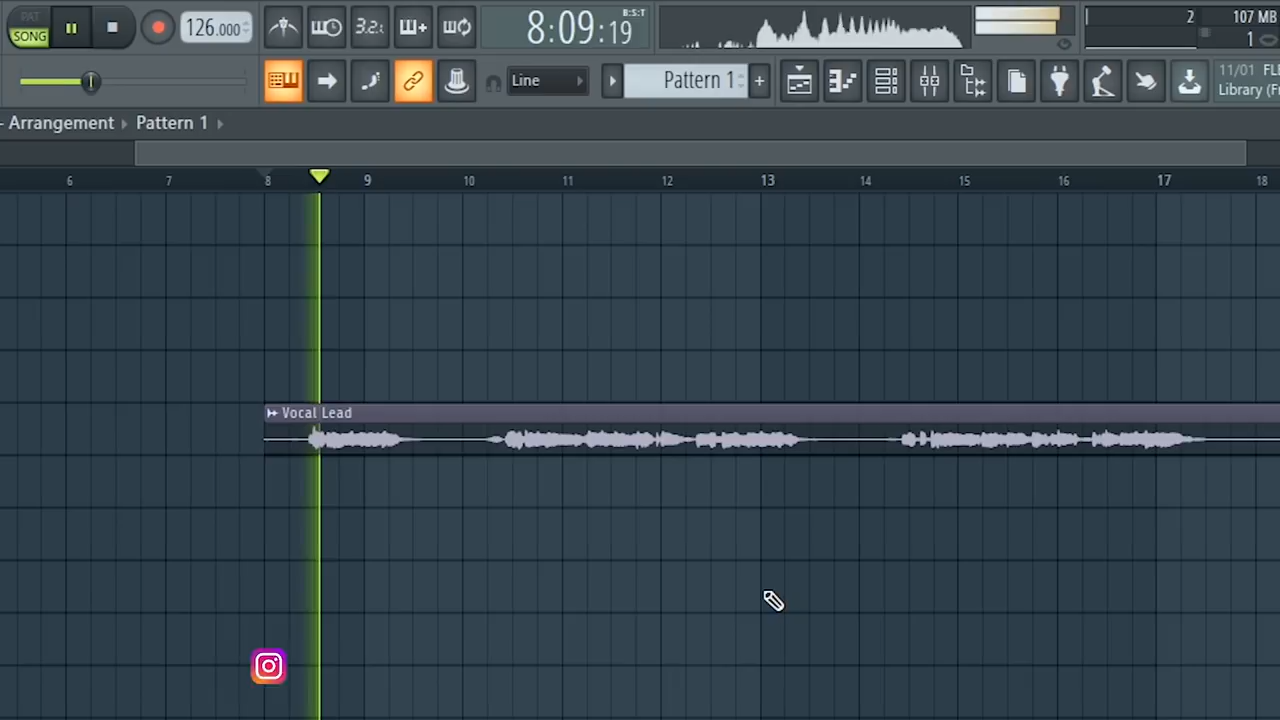 PAT
SONG
126.000
3.2.
8:09:19
B:S:T
2
107 MB
1
Line
Pattern 1
11/01
Library (Fr
Arrangement
Pattern 1
6 7 8 9 10 11 12 13 14 15 16 17 18
Vocal Lead